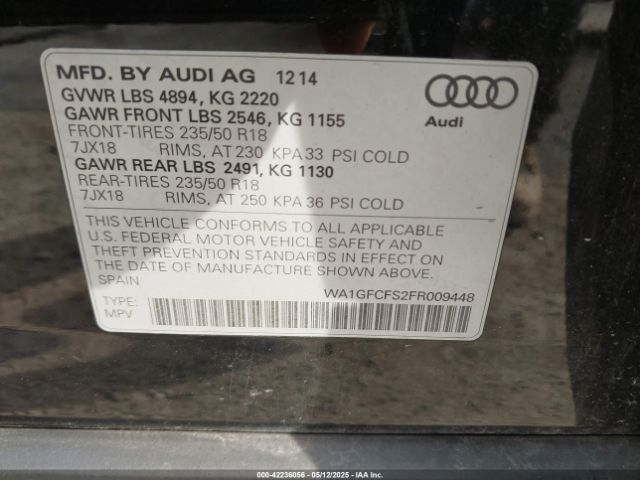 MFD. BY AUDI AG 12 14
GVWR LBS 4894, KG 2220
GAWR FRONT LBS 2546, KG 1155
FRONT-TIRES 235/50 R18
7JX18 RIMS, AT 230 KPA 33 PSI COLD
GAWR REAR LBS 2491, KG 1130
REAR-TIRES 235/50 R18
7JX18 RIMS, AT 250 KPA 36 PSI COLD
Audi
THIS VEHICLE CONFORMS TO ALL APPLICABLE
U.S. FEDERAL MOTOR VEHICLE SAFETY AND
THEFT PREVENTION STANDARDS IN EFFECT ON
THE DATE OF MANUFACTURE SHOWN ABOVE.
SPAIN
WA1GFCFS2FR009448
TYPE:
MPV
000-42236056 - 05/12/2025 - COPYRIGHT IAA, LLC.